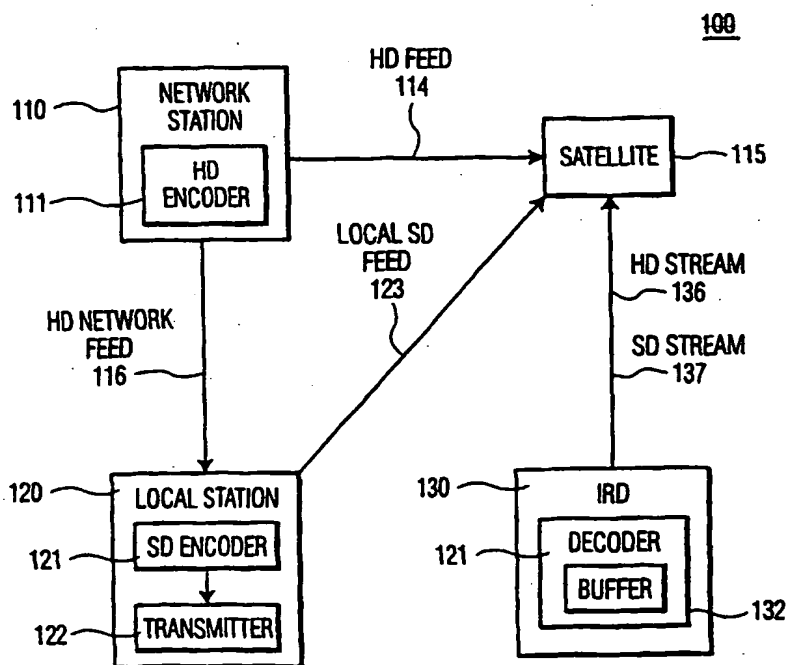 100
HD FEED
114
110
NETWORK
STATION
HD
ENCODER
111
SATELLITE
115
LOCAL SD
FEED
123
HD STREAM
136
SD STREAM
137
HD NETWORK
FEED
116
120
LOCAL STATION
SD ENCODER
121
TRANSMITTER
122
130
IRD
121
DECODER
BUFFER
132